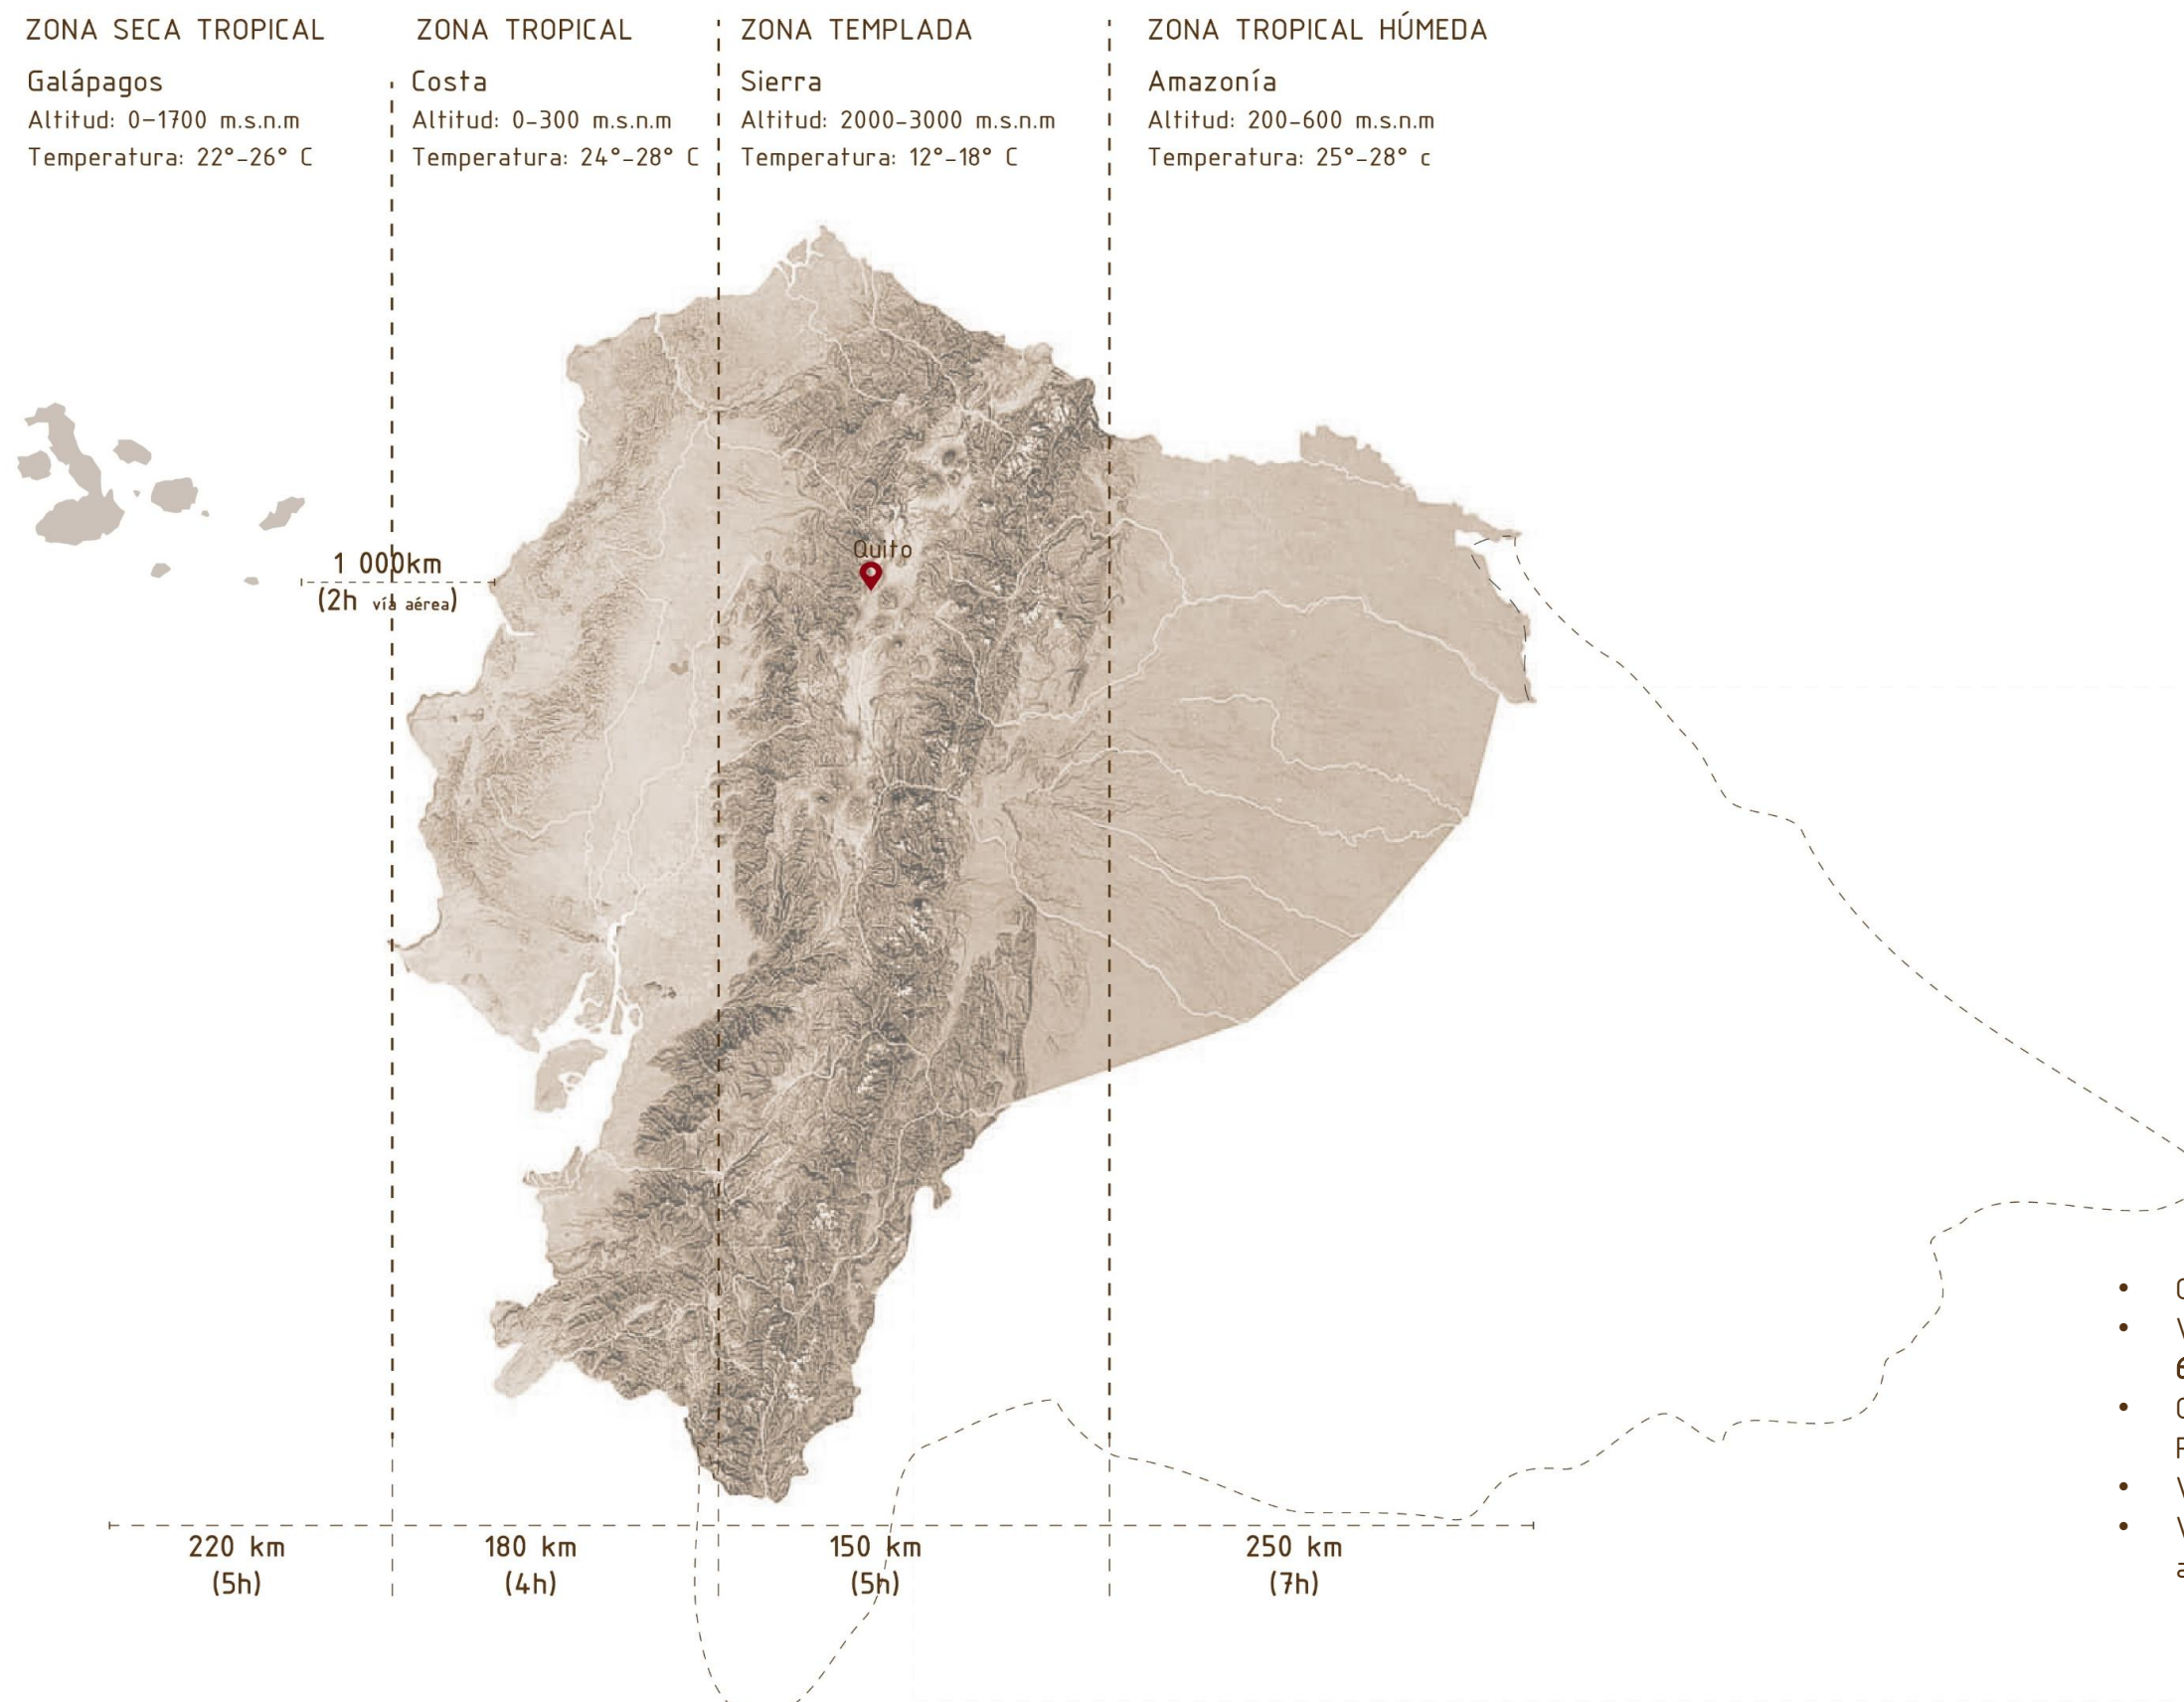 ZONA SECA TROPICAL
Galápagos
Altitud: 0-1700 m.s.n.m
Temperatura: 22°-26° C
ZONA TROPICAL
Costa
Altitud: 0-300 m.s.n.m
Temperatura: 24°-28° C
ZONA TEMPLADA
Sierra
Altitud: 2000-3000 m.s.n.m
Temperatura: 12°-18° C
ZONA TROPICAL HÚMEDA
Amazonía
Altitud: 200-600 m.s.n.m
Temperatura: 25°-28° c
Quito
1 000km
(2h vía aérea)
220 km
(5h)
180 km
(4h)
150 km
(5h)
250 km
(7h)